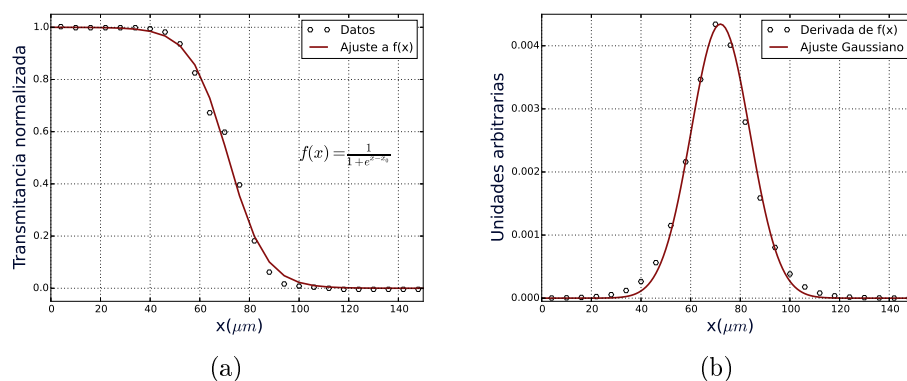 Transmitancia normalizada
1.0
0.8
0.6
0.4
0.2
0.0
0 20 40 60 80 100 120 140
x(μm)
Datos
Ajuste a f(x)
f(x) = 1/(1+e^{x−x_0})
(a)
Unidades arbitrarias
0.004
0.003
0.002
0.001
0.000
0 20 40 60 80 100 120 140
x(μm)
Derivada de f(x)
Ajuste Gaussiano
(b)